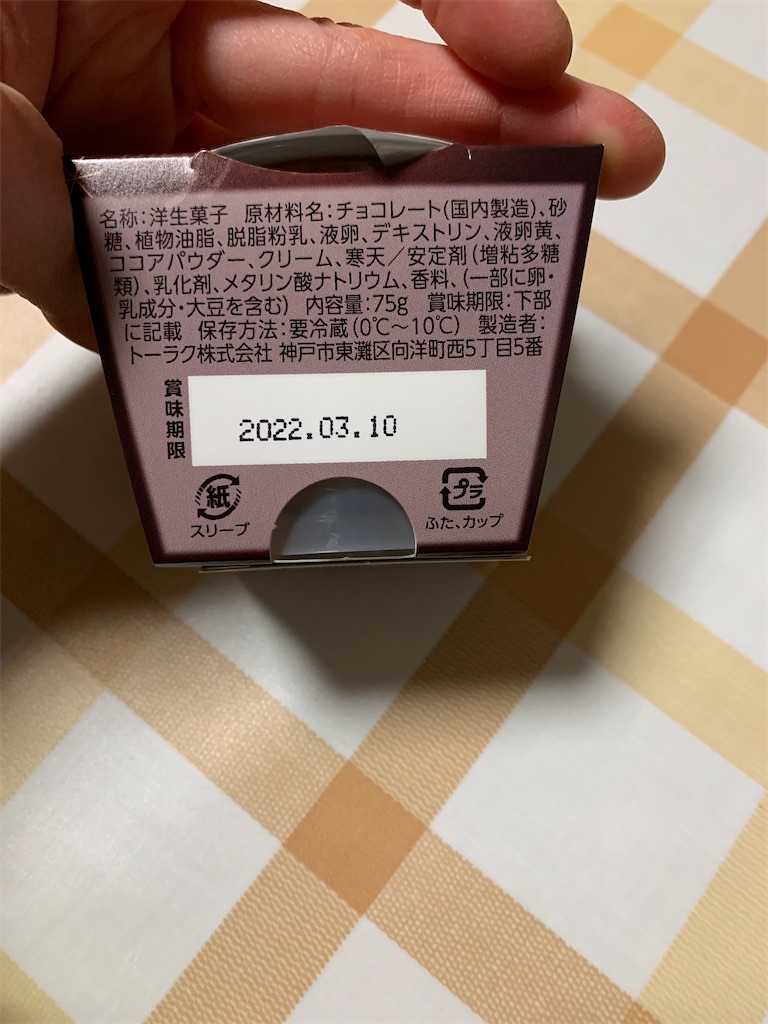 名称:洋生菓子 原材料名:チョコレート(国内製造)、砂
糖、植物油脂、脱脂粉乳、液卵、デキストリン、液卵黄、
ココアパウダー、クリーム、寒天／安定剤(増粘多糖
類)、乳化剤、メタリン酸ナトリウム、香料、(一部に卵・
乳成分・大豆を含む) 内容量:75g 賞味期限:下部
に記載 保存方法:要冷蔵(0℃～10℃) 製造者:
トーラク株式会社 神戸市東灘区向洋町西5丁目5番
賞味期限
2022.03.10
紙
スリーブ
プラ
ふた、カップ